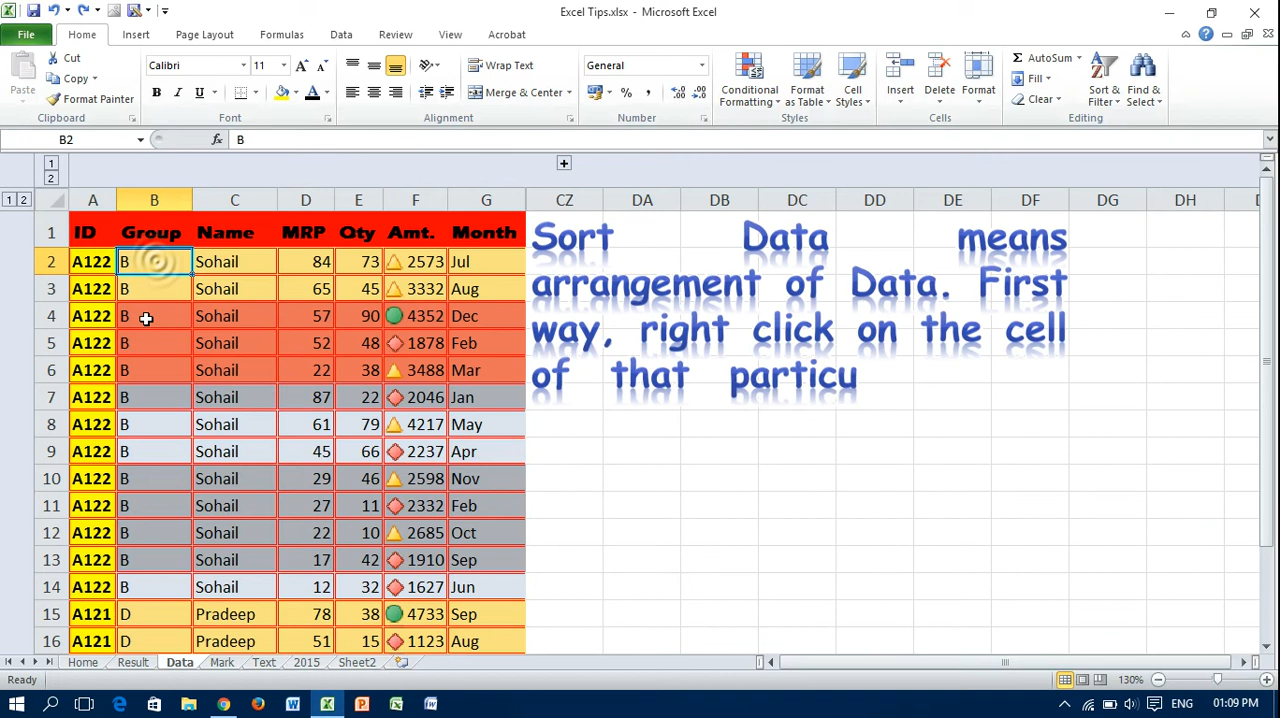 Excel Tips.xlsx - Microsoft Excel
File Home Insert Page Layout Formulas Data Review View Acrobat
Paste Cut Copy Format Painter Clipboard
Calibri 11 A A B I U A Font
Wrap Text Merge & Center Alignment
General % , Number
Conditional Formatting Format as Table Cell Styles Styles
Insert Delete Format Cells
Σ AutoSum Fill Clear Sort & Filter Find & Select Editing
B2 fx B
1
2
1 2
A B C D E F G CZ DA DB DC DD DE DF DG DH
1 ID Group Name MRP Qty Amt. Month
2 A122 B Sohail 84 73 2573 Jul
3 A122 B Sohail 65 45 3332 Aug
4 A122 B Sohail 57 90 4352 Dec
5 A122 B Sohail 52 48 1878 Feb
6 A122 B Sohail 22 38 3488 Mar
7 A122 B Sohail 87 22 2046 Jan
8 A122 B Sohail 61 79 4217 May
9 A122 B Sohail 45 66 2237 Apr
10 A122 B Sohail 29 46 2598 Nov
11 A122 B Sohail 27 11 2332 Feb
12 A122 B Sohail 22 10 2685 Oct
13 A122 B Sohail 17 42 1910 Sep
14 A122 B Sohail 12 32 1627 Jun
15 A121 D Pradeep 78 38 4733 Sep
16 A121 D Pradeep 51 15 1123 Aug
Sort Data means
arrangement of Data. First
way, right click on the cell
of that particu
Home Result Data Mark Text 2015 Sheet2
Ready 130%
ENG 01:09 PM